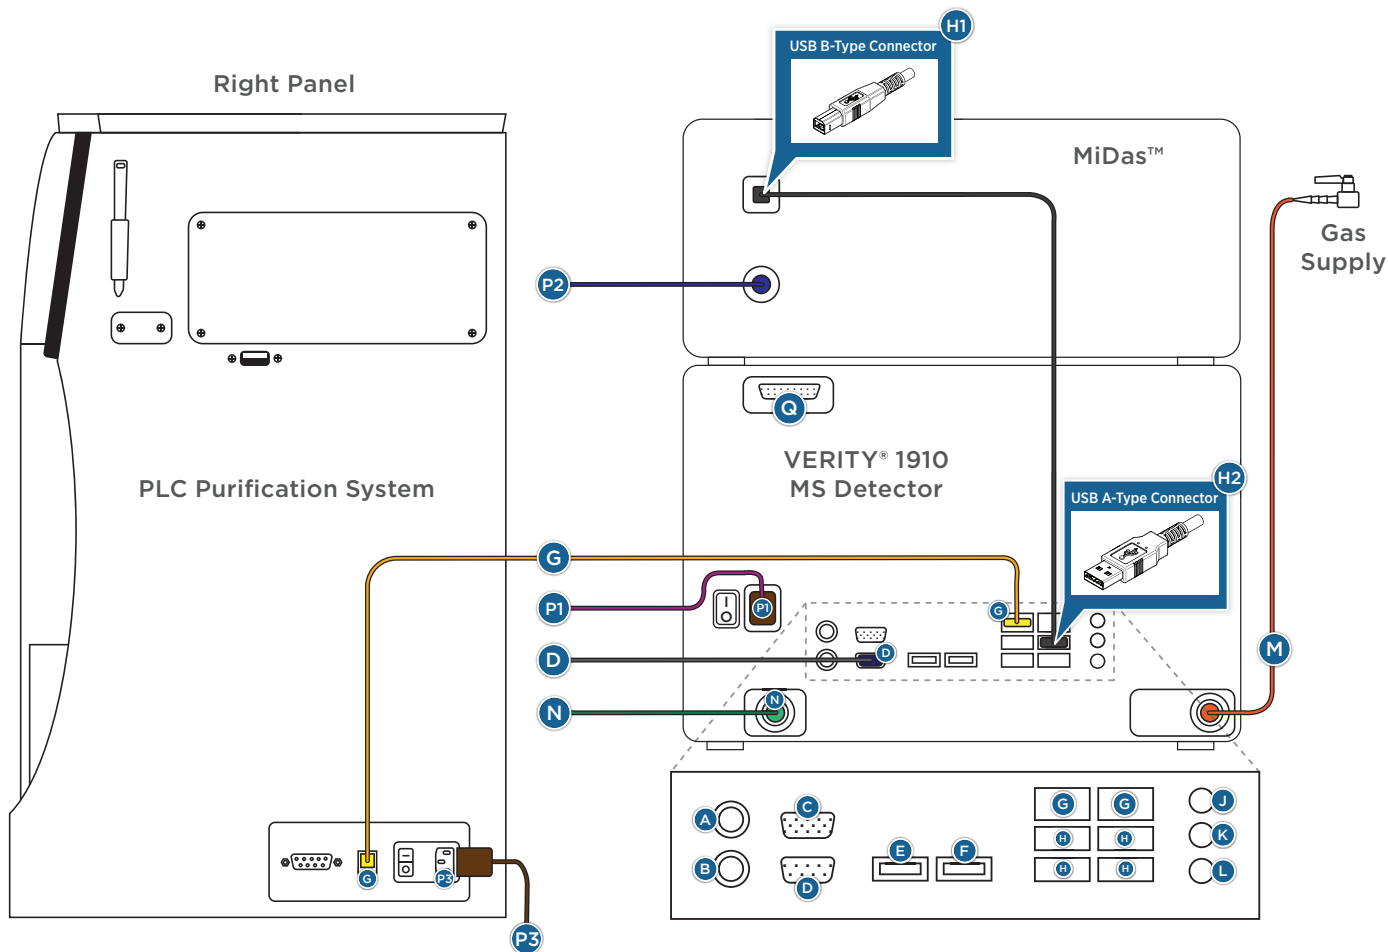 H1
USB B-Type Connector
Right Panel
MiDas™
Gas
Supply
P2
Q
VERITY® 1910
MS Detector
PLC Purification System
H2
USB A-Type Connector
G
P1
P1
G
D
D
M
N
N
A
C
G
G
J
H
H
K
B
D
E
F
H
H
L
G
P3
P3